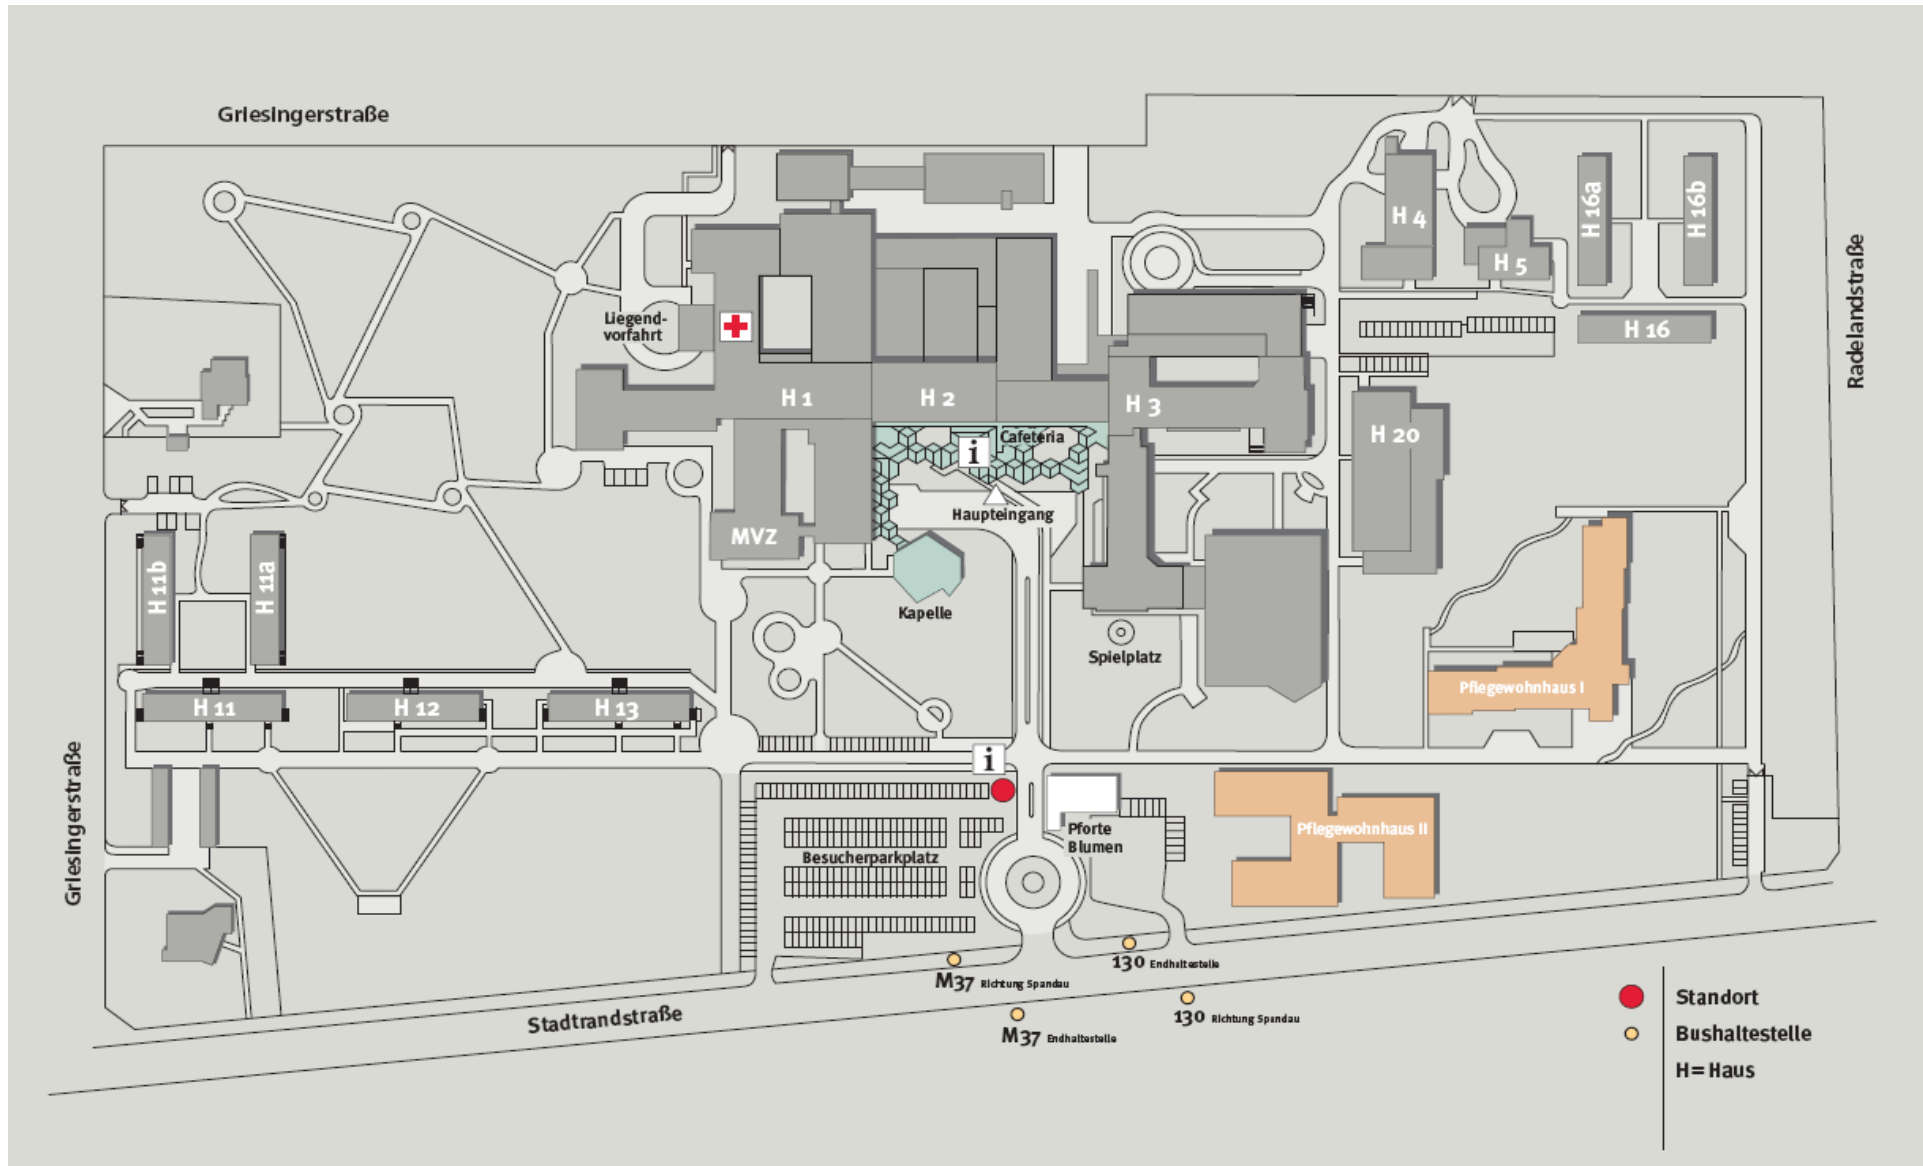 Griesingerstraße
H 4
H 16a
H 16b
H 5
Radelandstraße
Liegend-
vorfahrt
H 16
H 1
H 2
H 3
H 20
Cafeteria
i
Haupteingang
MVZ
H 11b
H 11a
Kapelle
Spielplatz
Pflegewohnhaus I
H 11
H 12
H 13
i
Griesingerstraße
Pforte
Blumen
Pflegewohnhaus II
Besucherparkplatz
130 Endhaltestelle
M37 Richtung Spandau
130 Richtung Spandau
M37 Endhaltestelle
Stadtrandstraße
Standort
Bushaltestelle
H= Haus